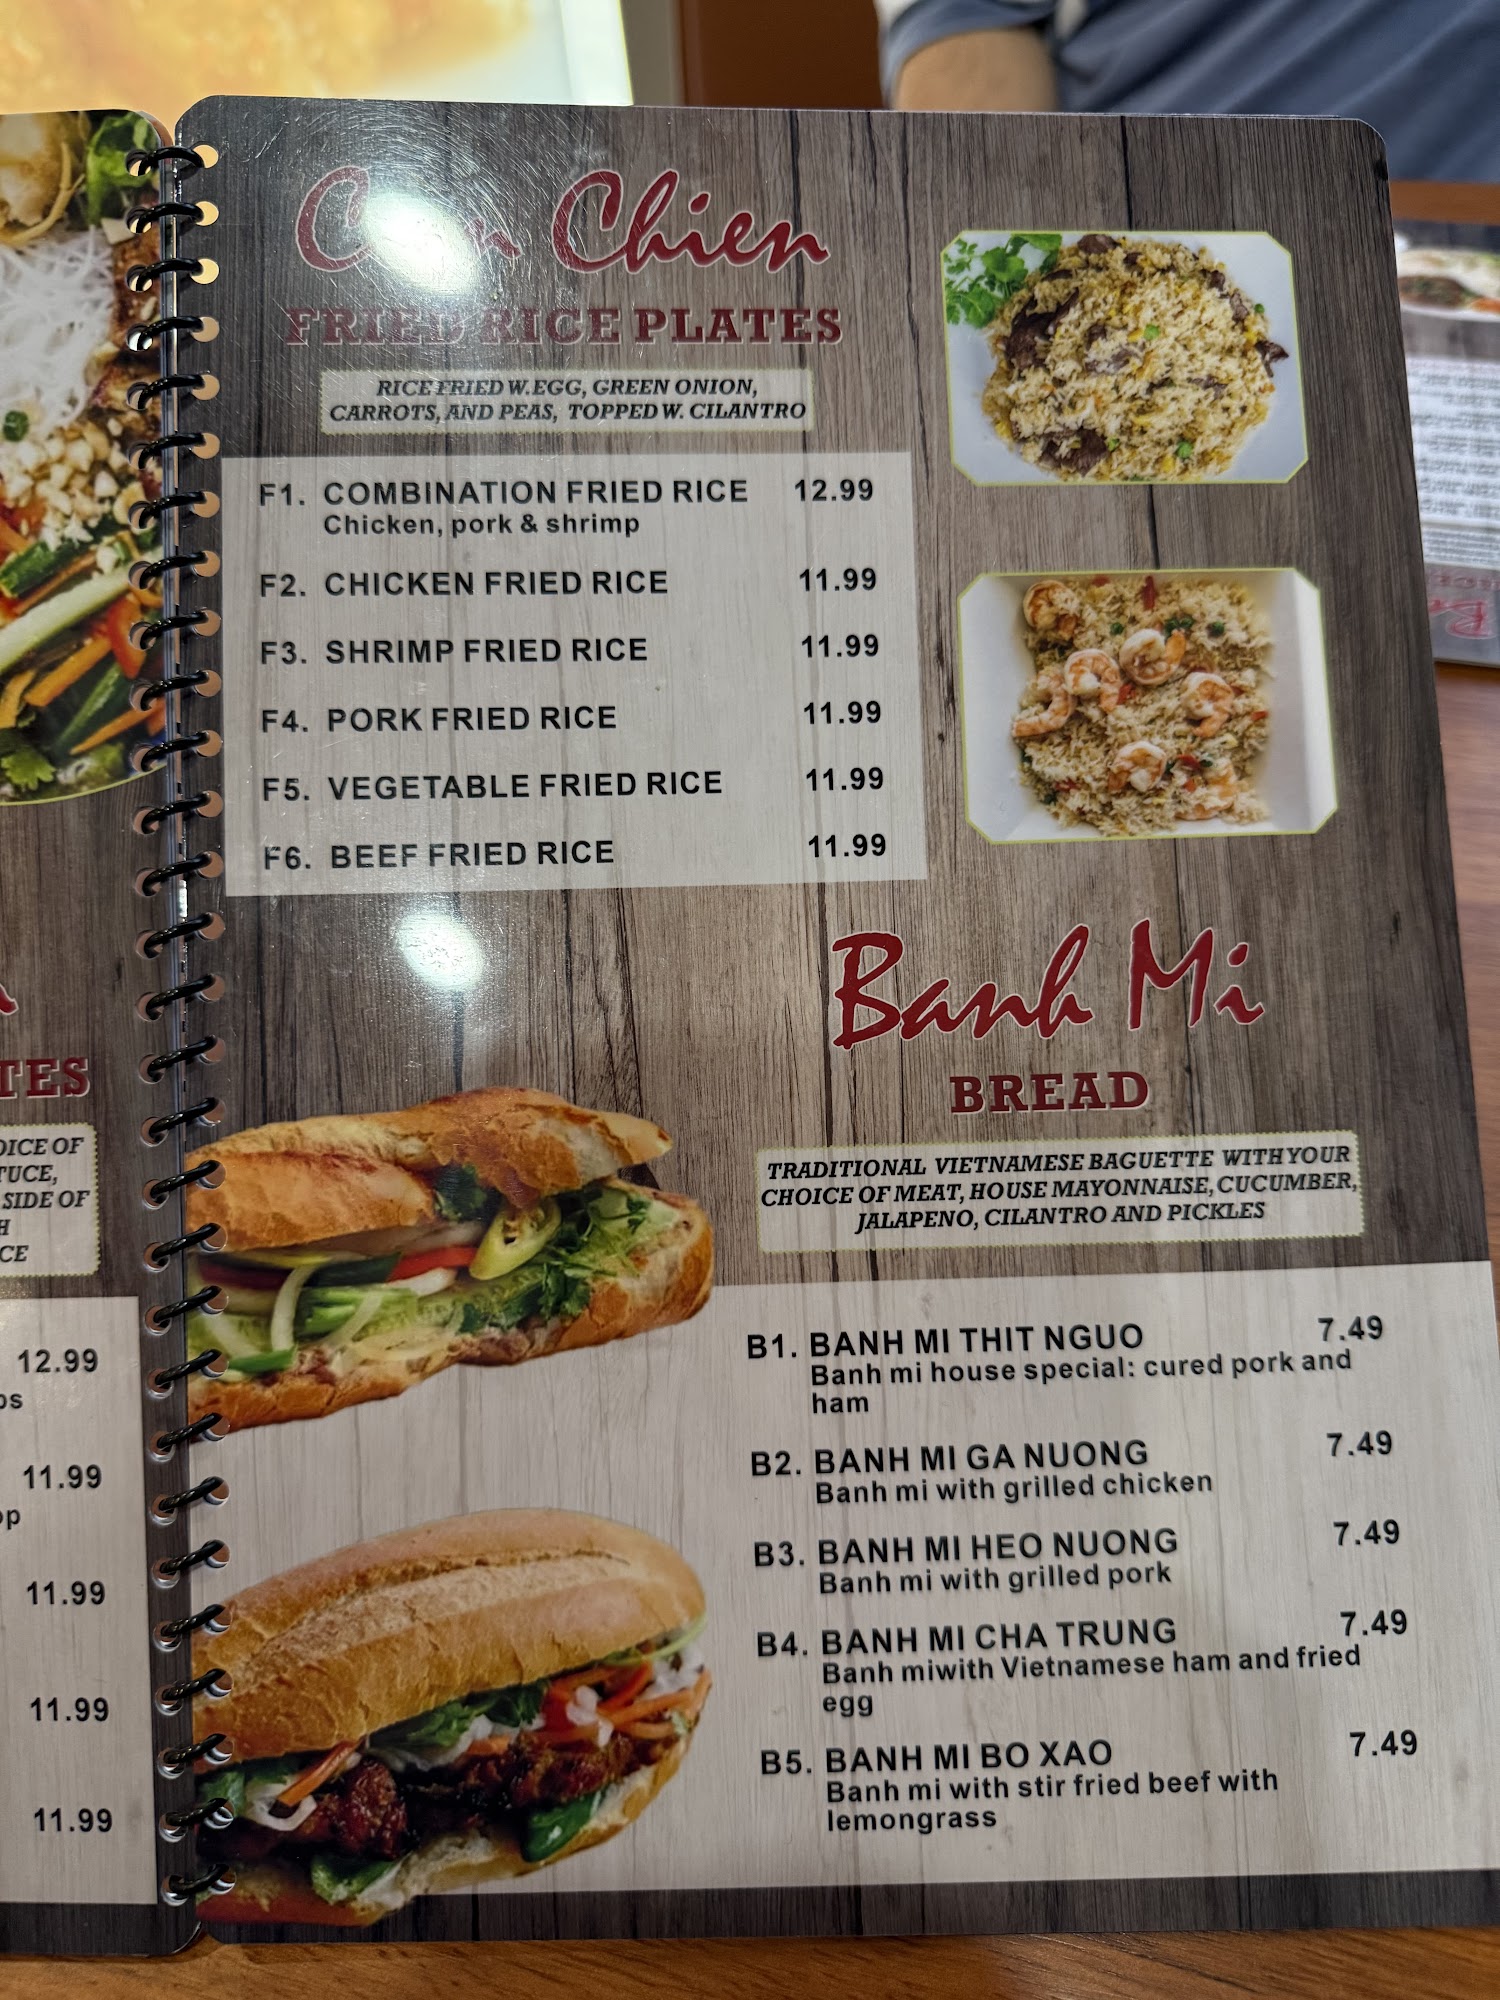 Chien
FRIED RICE PLATES
RICE FRIED W. EGG, GREEN ONION,
CARROTS, AND PEAS, TOPPED W. CILANTRO
F1. COMBINATION FRIED RICE 12.99
Chicken, pork & shrimp
F2. CHICKEN FRIED RICE 11.99
F3. SHRIMP FRIED RICE 11.99
F4. PORK FRIED RICE 11.99
F5. VEGETABLE FRIED RICE 11.99
F6. BEEF FRIED RICE 11.99
Banh Mi
BREAD
TRADITIONAL VIETNAMESE BAGUETTE WITH YOUR
CHOICE OF MEAT, HOUSE MAYONNAISE, CUCUMBER,
JALAPENO, CILANTRO AND PICKLES
B1. BANH MI THIT NGUO 7.49
Banh mi house special: cured pork and
ham
B2. BANH MI GA NUONG 7.49
Banh mi with grilled chicken
B3. BANH MI HEO NUONG 7.49
Banh mi with grilled pork
B4. BANH MI CHA TRUNG 7.49
Banh miwith Vietnamese ham and fried
egg
B5. BANH MI BO XAO 7.49
Banh mi with stir fried beef with
lemongrass
TES
OICE OF
TUCE,
SIDE OF
H
CE
12.99
11.99
11.99
11.99
11.99